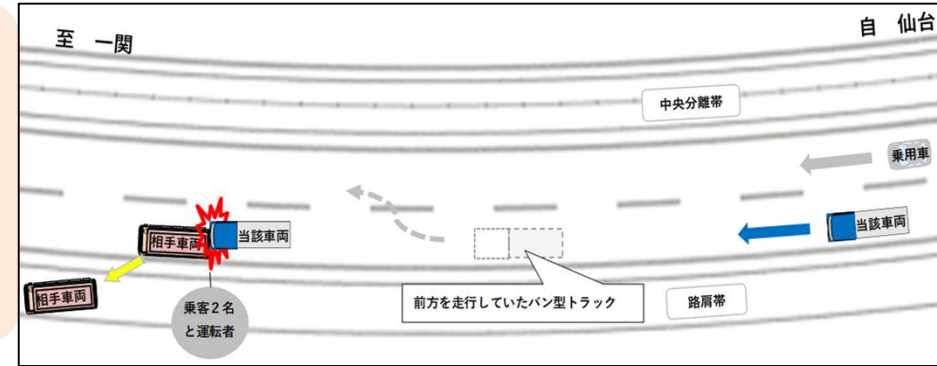 至 一関
自 仙台
中央分離帯
乗用車
相手車両
当該車両
当該車両
相手車両
乗客2名
と運転者
前方を走行していたバン型トラック
路肩帯